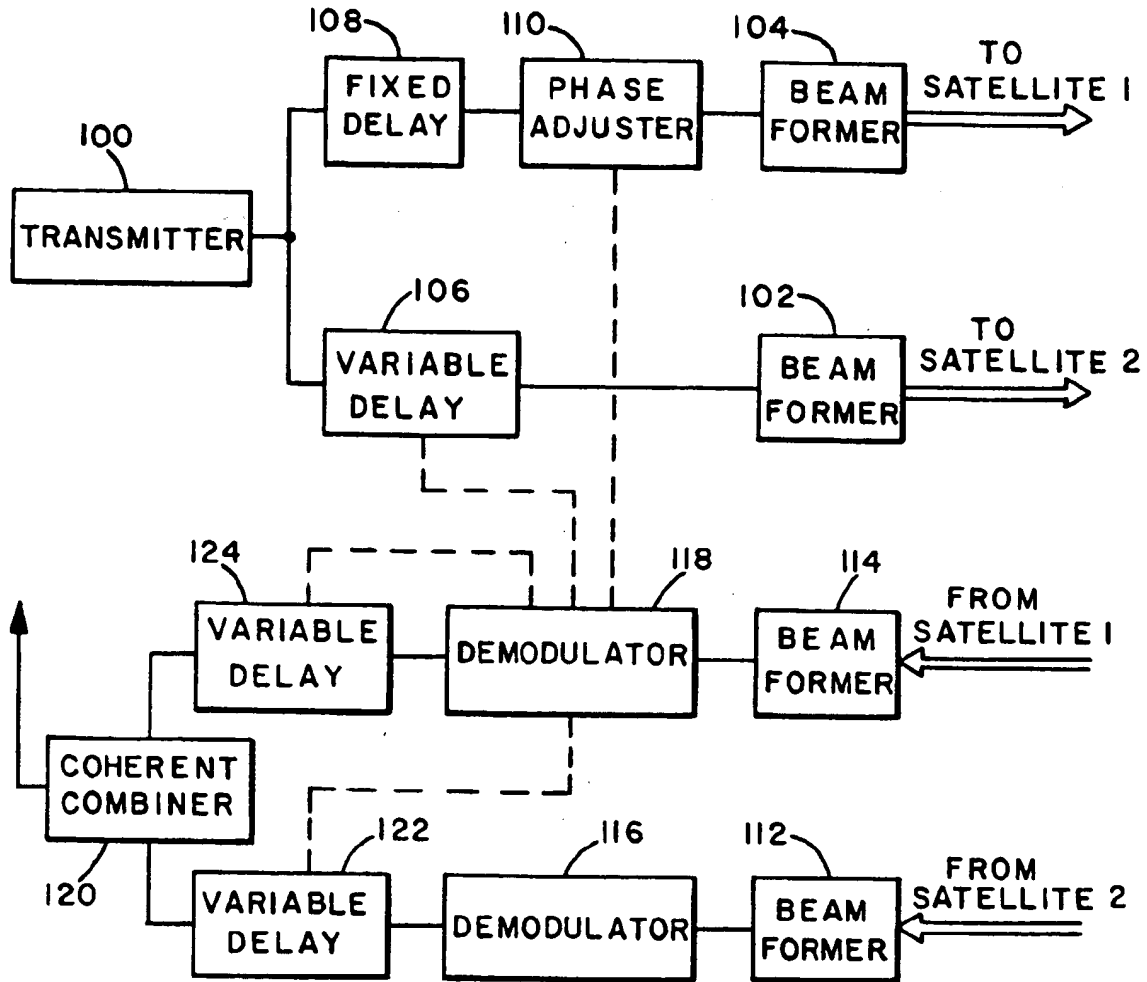 108
110
104
FIXED
DELAY
PHASE
ADJUSTER
BEAM
FORMER
TO
SATELLITE 1
100
TRANSMITTER
106
102
VARIABLE
DELAY
BEAM
FORMER
TO
SATELLITE 2
124
118
114
VARIABLE
DELAY
DEMODULATOR
BEAM
FORMER
FROM
SATELLITE 1
COHERENT
COMBINER
120
122
116
112
VARIABLE
DELAY
DEMODULATOR
BEAM
FORMER
FROM
SATELLITE 2